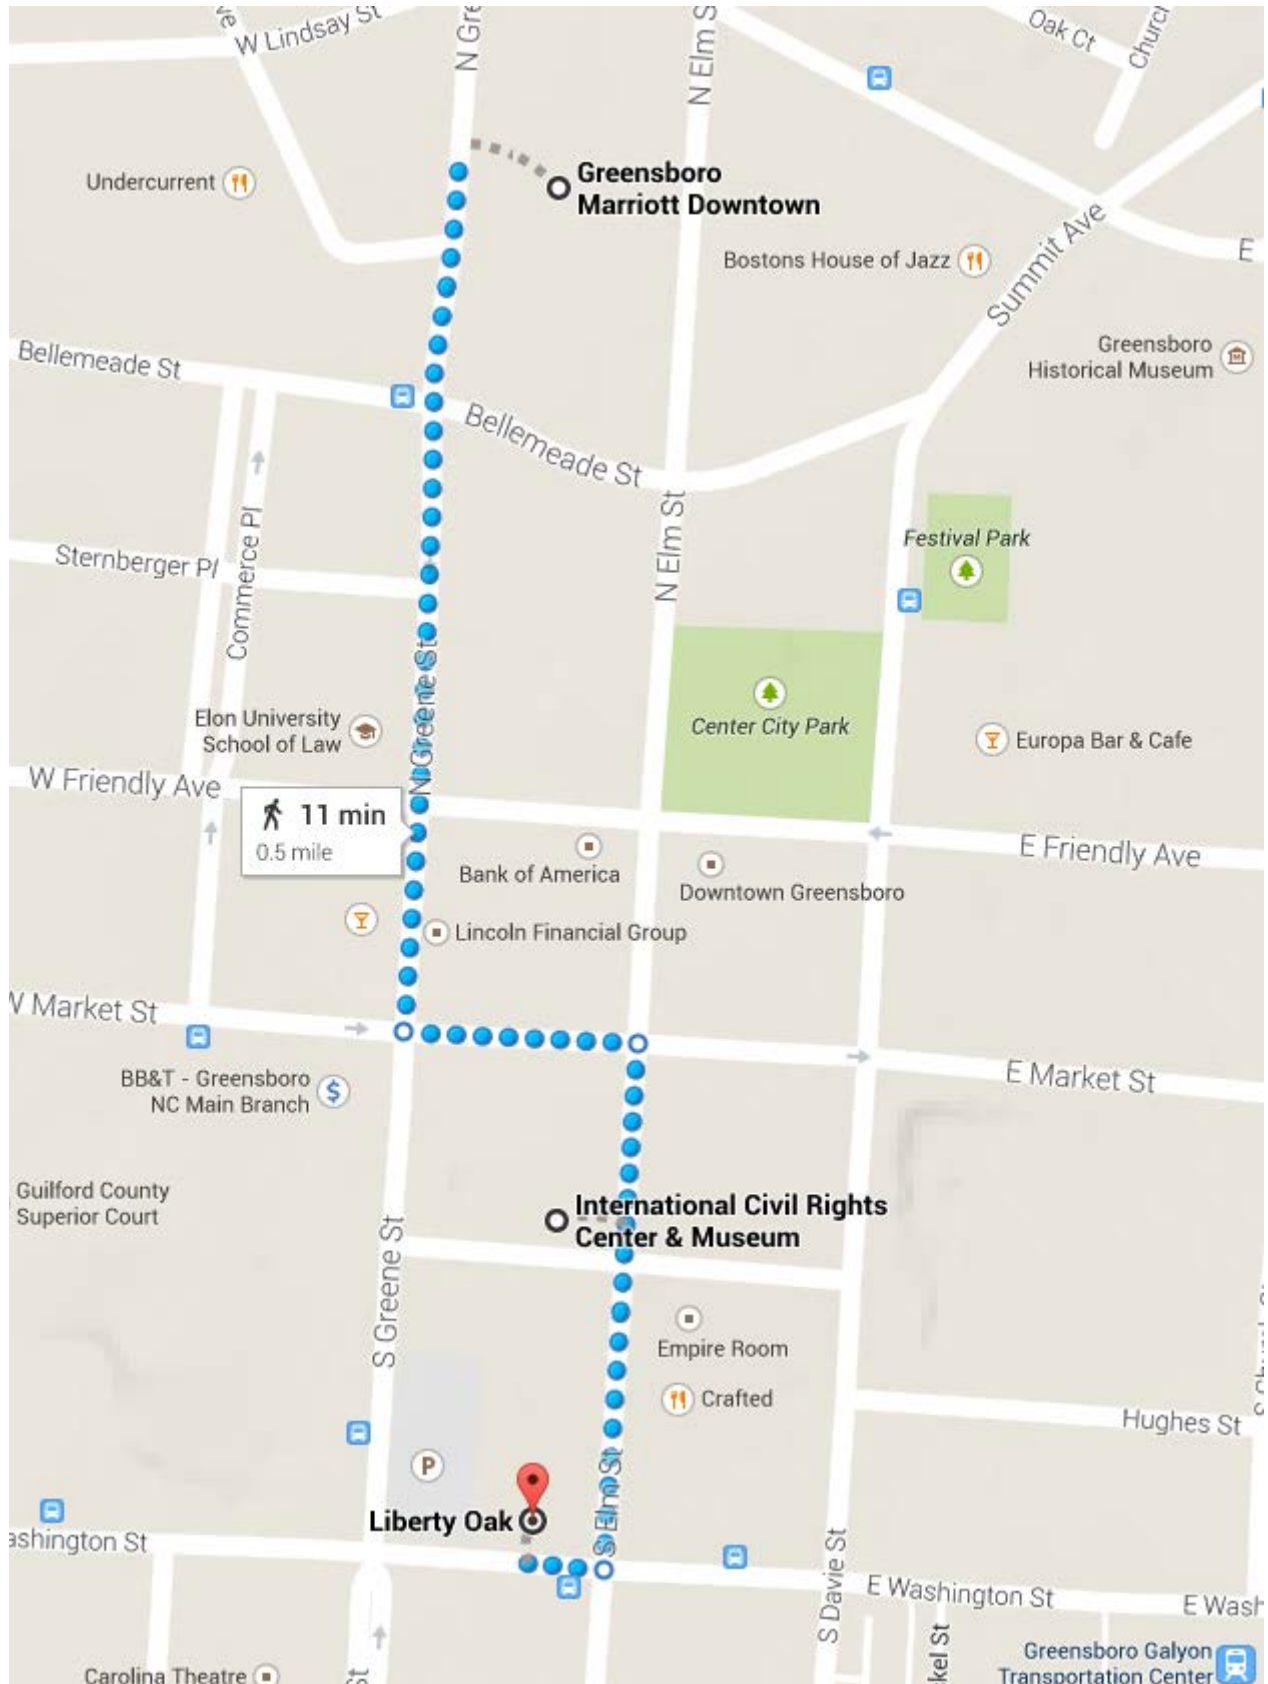 W Lindsay St
N Gre
N Elm S
Oak Ct
Church
Undercurrent
Greensboro
Marriott Downtown
Bostons House of Jazz
Summit Ave
E
Greensboro
Historical Museum
Bellemeade St
Bellemeade St
N Elm St
Festival Park
Sternberger Pl
Commerce Pl
N Greene St
Center City Park
Elon University
School of Law
Europa Bar & Cafe
W Friendly Ave
11 min
0.5 mile
E Friendly Ave
Bank of America
Downtown Greensboro
Lincoln Financial Group
W Market St
E Market St
BB&T - Greensboro
NC Main Branch
$
Guilford County
Superior Court
International Civil Rights
Center & Museum
S Greene St
Empire Room
Crafted
Hughes St
P
Liberty Oak
S Elm St
ashington St
S Davie St
E Washington St
E Wash
kel St
Greensboro Galyon
Transportation Center
Carolina Theatre
St